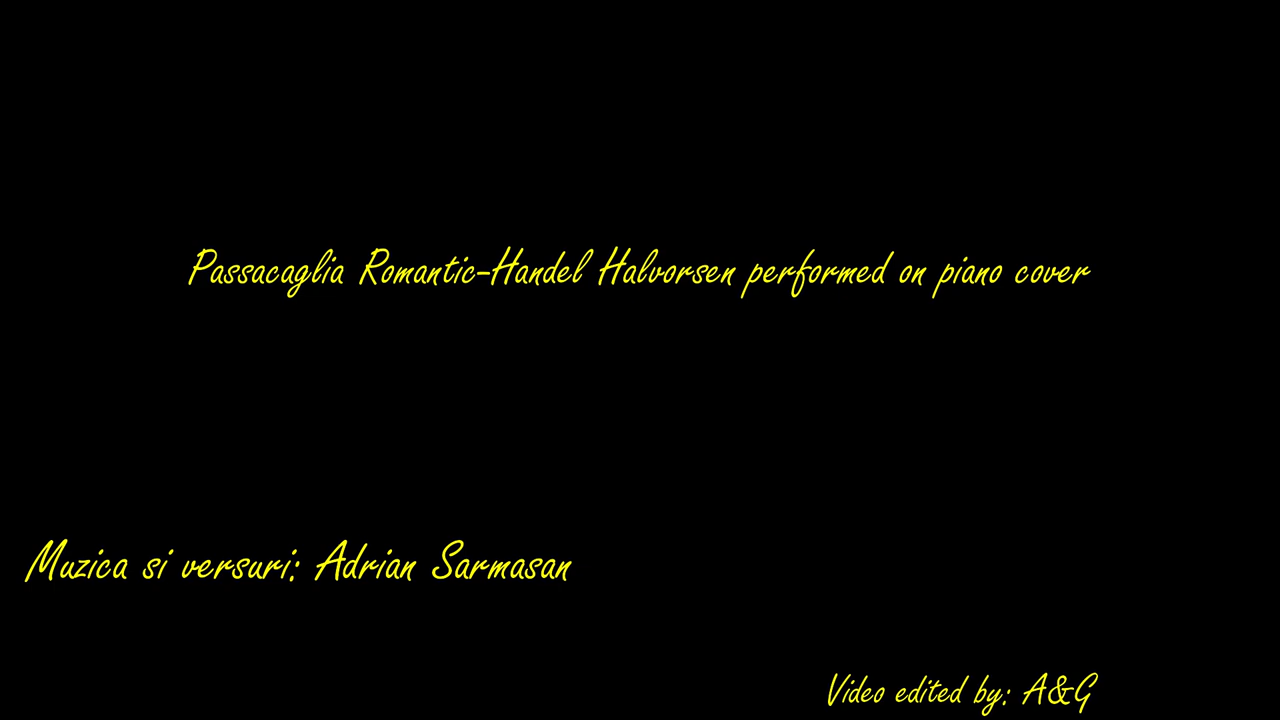 Passacaglia Romantic-Handel Halvorsen performed on piano cover
Muzica si versuri: Adrian Sarmasan
Video edited by: A&G